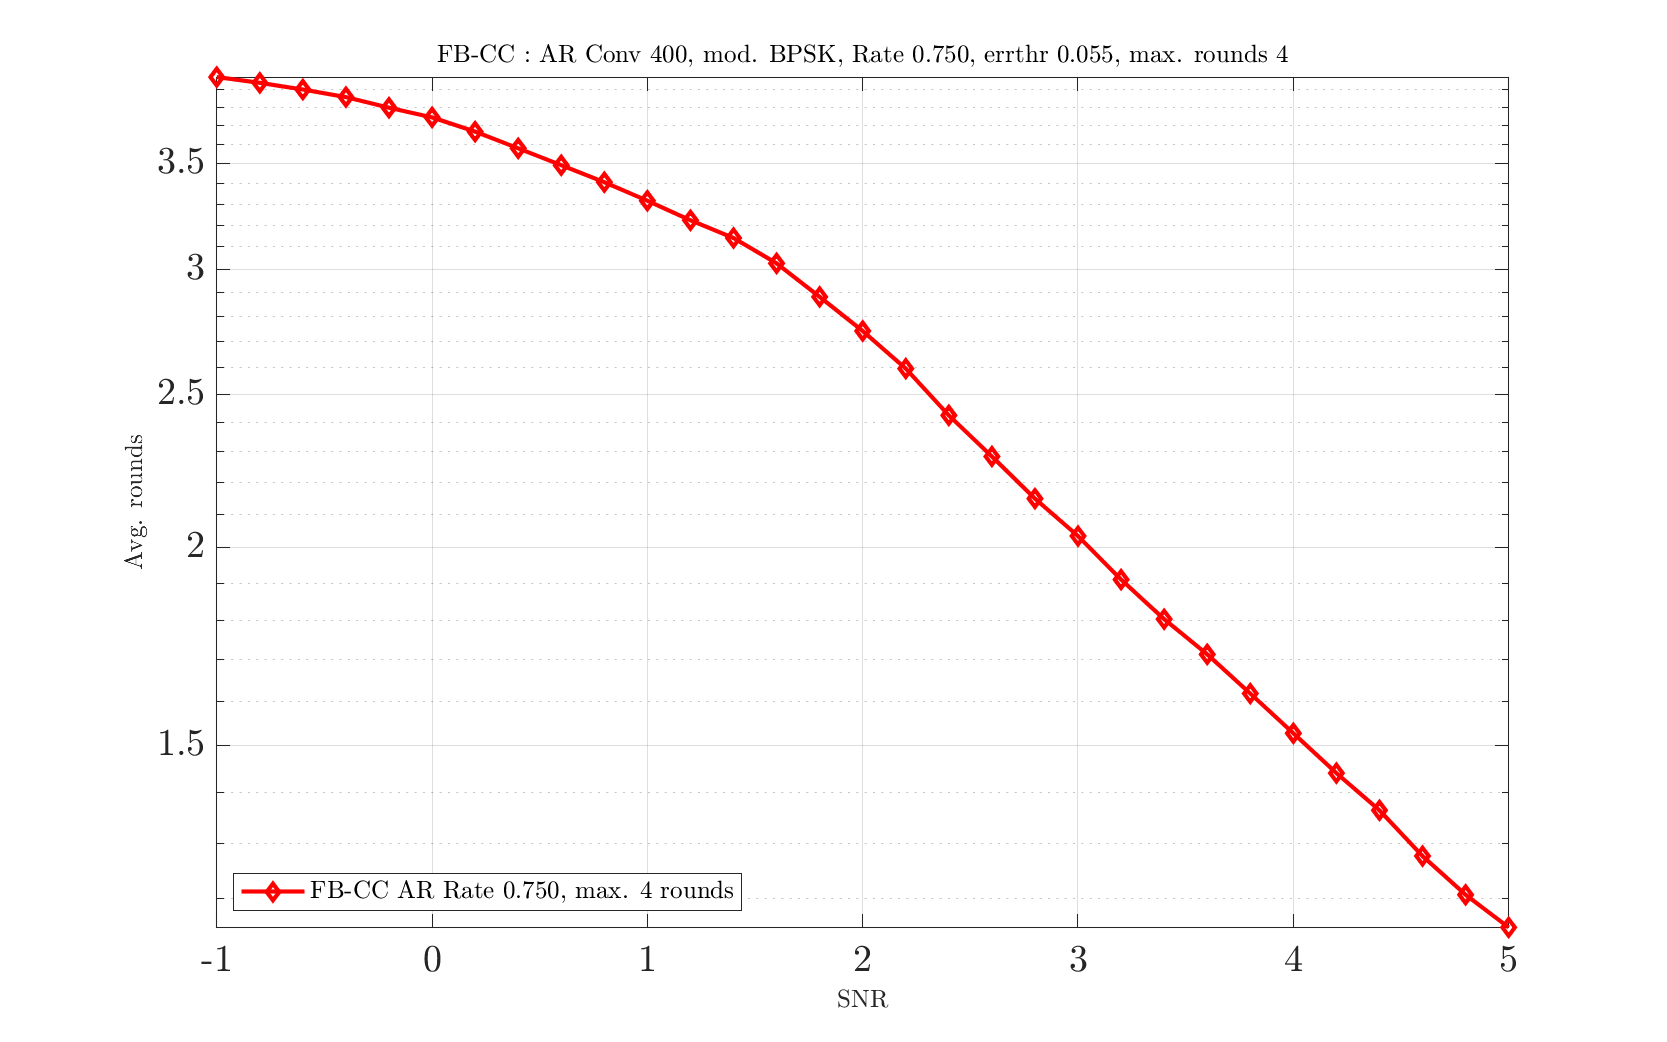 FB-CC : AR Conv 400, mod. BPSK, Rate 0.750, errthr 0.055, max. rounds 4
3.5
3
2.5
2
1.5
Avg. rounds
FB-CC AR Rate 0.750, max. 4 rounds
-1 0 1 2 3 4 5
SNR